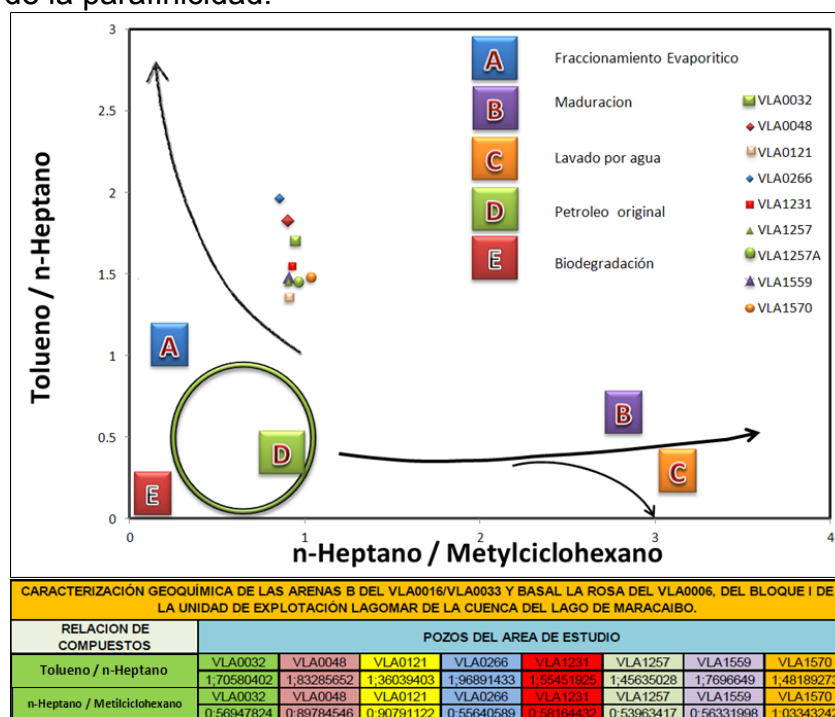 de la parafinicidad.
3
2.5
2
1.5
1
0.5
0
Tolueno / n-Heptano
A Fraccionamiento Evaporitico
B Maduracion
C Lavado por agua
D Petroleo original
E Biodegradación
VLA0032
VLA0048
VLA0121
VLA0266
VLA1231
VLA1257
VLA1257A
VLA1559
VLA1570
A
B
C
D
E
0 1 2 3 4
n-Heptano / Metylciclohexano
CARACTERIZACIÓN GEOQUÍMICA DE LAS ARENAS B DEL VLA0016/VLA0033 Y BASAL LA ROSA DEL VLA0006, DEL BLOQUE I DE
LA UNIDAD DE EXPLOTACIÓN LAGOMAR DE LA CUENCA DEL LAGO DE MARACAIBO.
RELACION DE
COMPUESTOS
POZOS DEL AREA DE ESTUDIO
Tolueno / n-Heptano
VLA0032 VLA0048 VLA0121 VLA0266 VLA1231 VLA1257 VLA1559 VLA1570
1;70580402 1;83285652 1;36039403 1;96891433 1;55451925 1;45635028 1;7696649 1;48189273
n-Heptano / Metilciclohexano
VLA0032 VLA0048 VLA0121 VLA0266 VLA1231 VLA1257 VLA1559 VLA1570
0;56947824 0;89784546 0;90791122 0;55640589 0;58164432 0;53963417 0;56331998 1;03343242